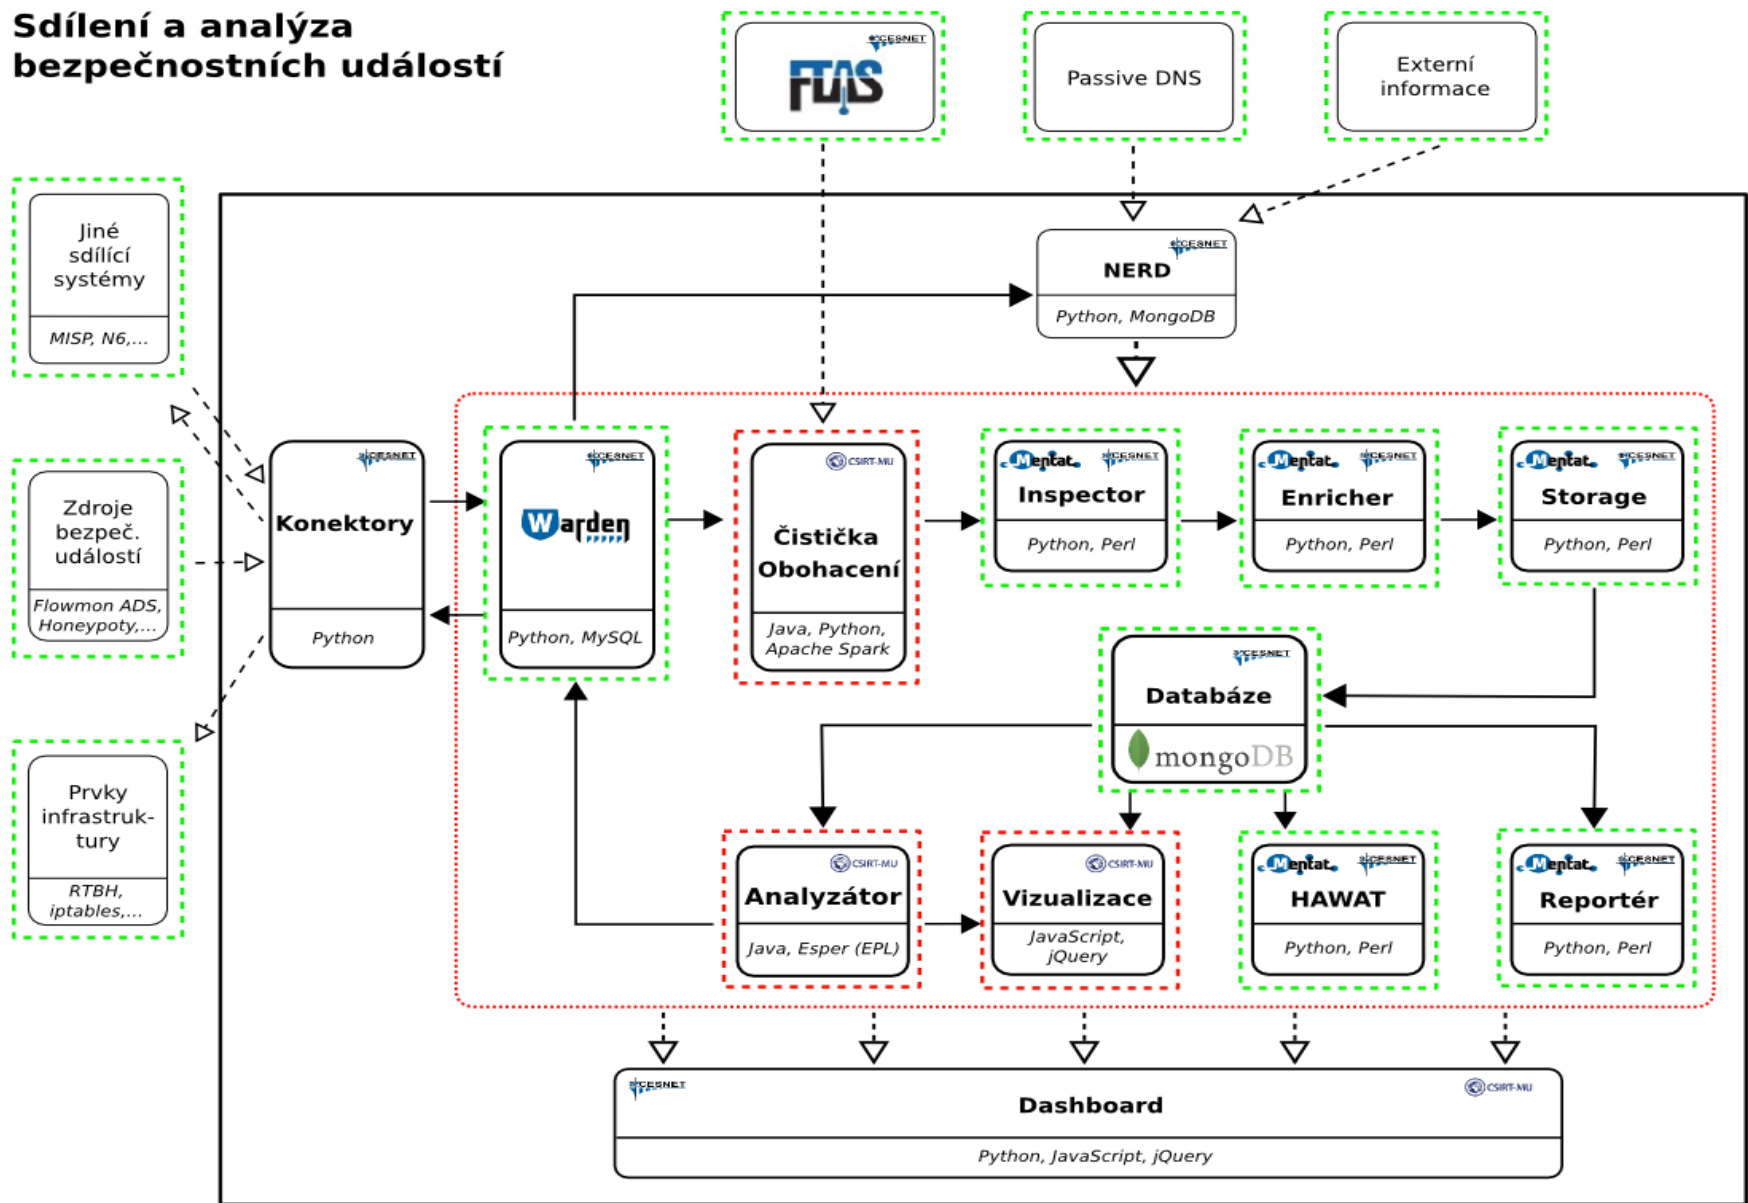 Sdílení a analýza
bezpečnostních událostí
CESNET
FTAS
Passive DNS
Externí
informace
Jiné
sdílící
systémy
MISP, N6,...
CESNET
NERD
Python, MongoDB
Zdroje
bezpeč.
událostí
Flowmon ADS,
Honeypoty,...
CESNET
Konektory
Python
CESNET
Warden
Python, MySQL
CSIRT-MU
Čistička
Obohacení
Java, Python,
Apache Spark
Mentat CESNET
Inspector
Python, Perl
Mentat CESNET
Enricher
Python, Perl
Mentat CESNET
Storage
Python, Perl
CESNET
Databáze
mongoDB
Prvky
infrastruk-
tury
RTBH,
iptables,...
CSIRT-MU
Analyzátor
Java, Esper (EPL)
CSIRT-MU
Vizualizace
JavaScript,
jQuery
Mentat CESNET
HAWAT
Python, Perl
Mentat CESNET
Reportér
Python, Perl
CESNET
CSIRT-MU
Dashboard
Python, JavaScript, jQuery